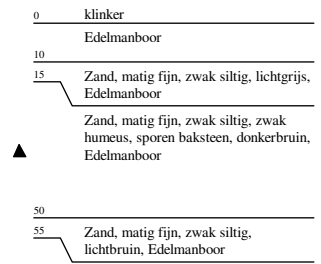 0 klinker
Edelmanboor
10
15 Zand, matig fijn, zwak siltig, lichtgrijs,
Edelmanboor
Zand, matig fijn, zwak siltig, zwak
humeus, sporen baksteen, donkerbruin,
Edelmanboor
50
55 Zand, matig fijn, zwak siltig,
lichtbruin, Edelmanboor